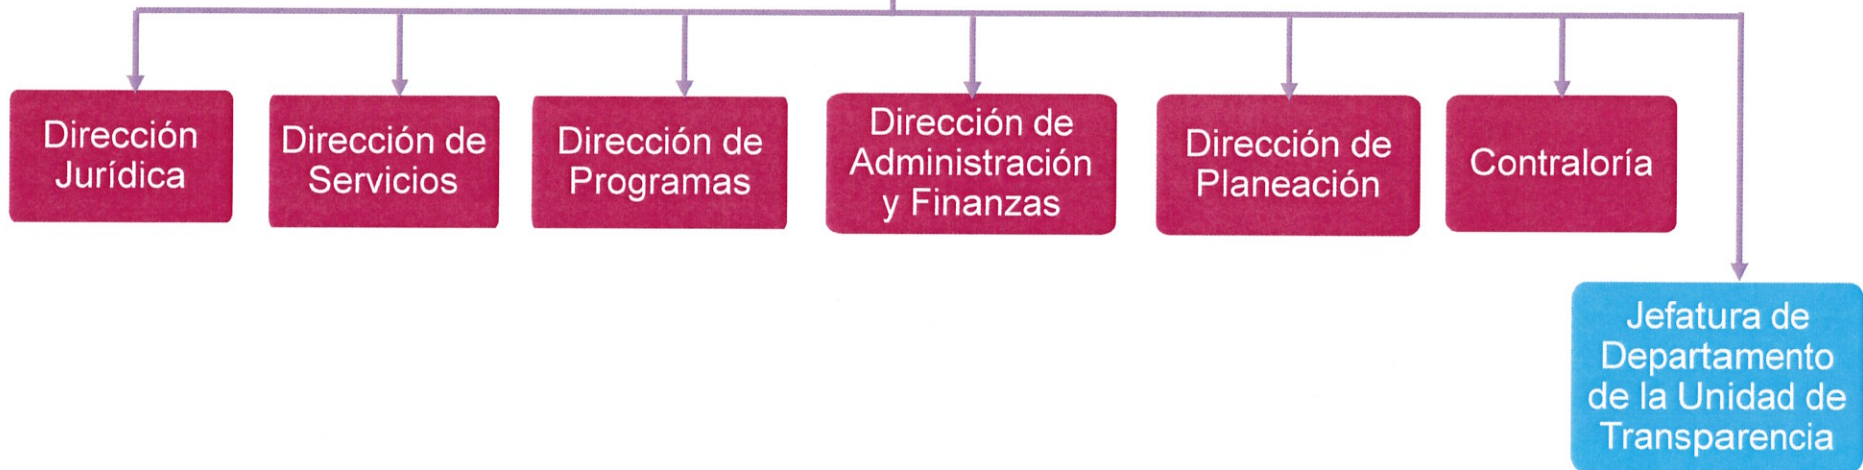 Dirección
Jurídica
Dirección de
Servicios
Dirección de
Programas
Dirección de
Administración
y Finanzas
Dirección de
Planeación
Contraloría
Jefatura de
Departamento
de la Unidad de
Transparencia